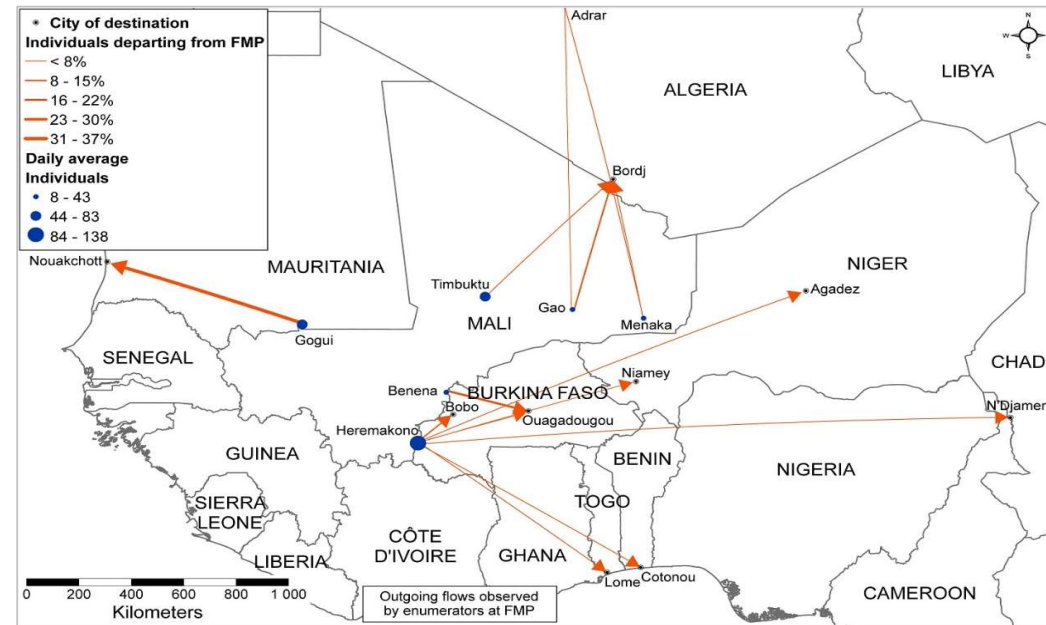 City of destination
Individuals departing from FMP
< 8%
8 - 15%
16 - 22%
23 - 30%
31 - 37%
Daily average
Individuals
8 - 43
44 - 83
84 - 138
Adrar
N
W
E
S
LIBYA
ALGERIA
Bordj
Nouakchott
MAURITANIA
Timbuktu
NIGER
Agadez
Gao
MALI
Menaka
Gogui
SENEGAL
CHAD
Niamey
Benena
BURKINA FASO
Bobo
N'Djamen
Ouagadougou
Heremakono
GUINEA
BENIN
NIGERIA
SIERRA
LEONE
TOGO
CÔTE
D'IVOIRE
GHANA
LIBERIA
Lome
Cotonou
0 200 400 600 800 1 000
Kilometers
Outgoing flows observed
by enumerators at FMP
CAMEROON